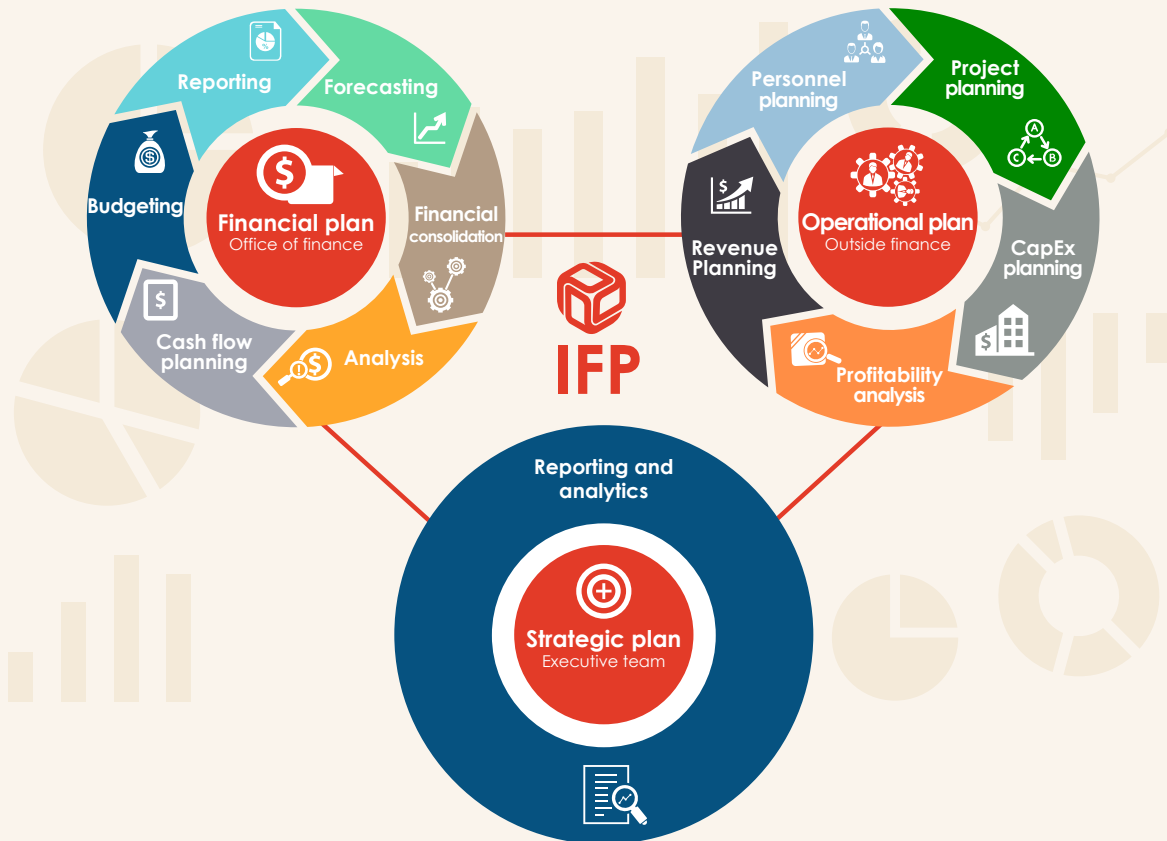 Reporting
Forecasting
Budgeting
Financial plan
Office of finance
Financial
consolidation
Cash flow
planning
Analysis
IFP
Personnel
planning
Project
planning
A
C
B
Revenue
Planning
Operational plan
Outside finance
CapEx
planning
Profitability
analysis
Reporting and
analytics
Strategic plan
Executive team